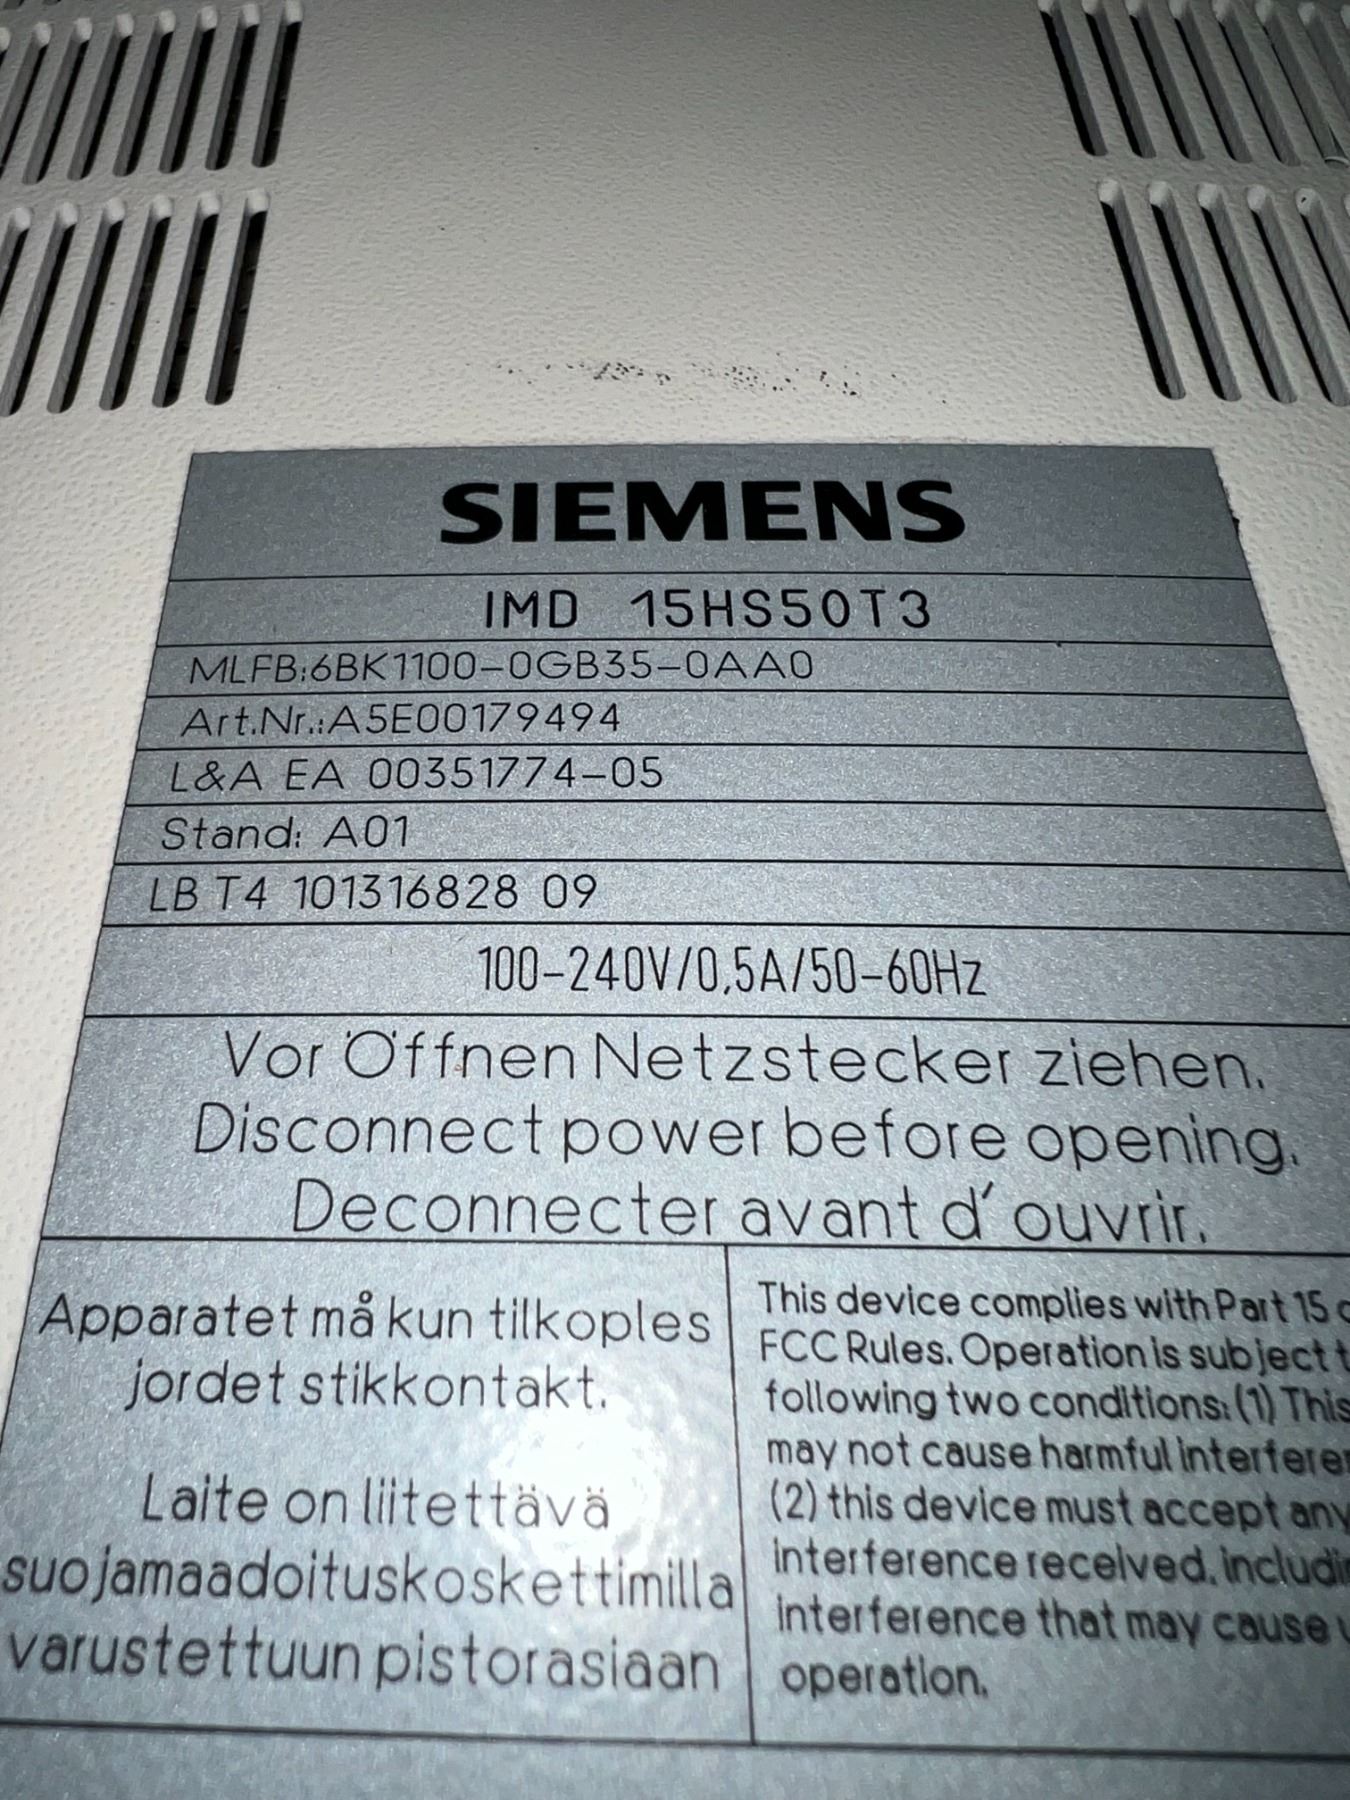 SIEMENS
IMD 15HS50T3
MLFB:6BK1100-0GB35-0AA0
Art.Nr.:A5E00179494
L&A EA 00351774-05
Stand: A01
LB T4 101316828 09
100-240V/0,5A/50-60Hz
Vor Öffnen Netzstecker ziehen.
Disconnect power before opening.
Deconnecter avant d' ouvrir.
Apparatet må kun tilkoples
jordet stikkontakt.
Laite on liitettävä
suojamaadoituskoskettimilla
varustettuun pistorasiaan
This device complies with Part 15
FCC Rules. Operation is subject
following two conditions: (1) This
may not cause harmful
(2) this device must accept any
interference received, 
interference that may cause
operation.